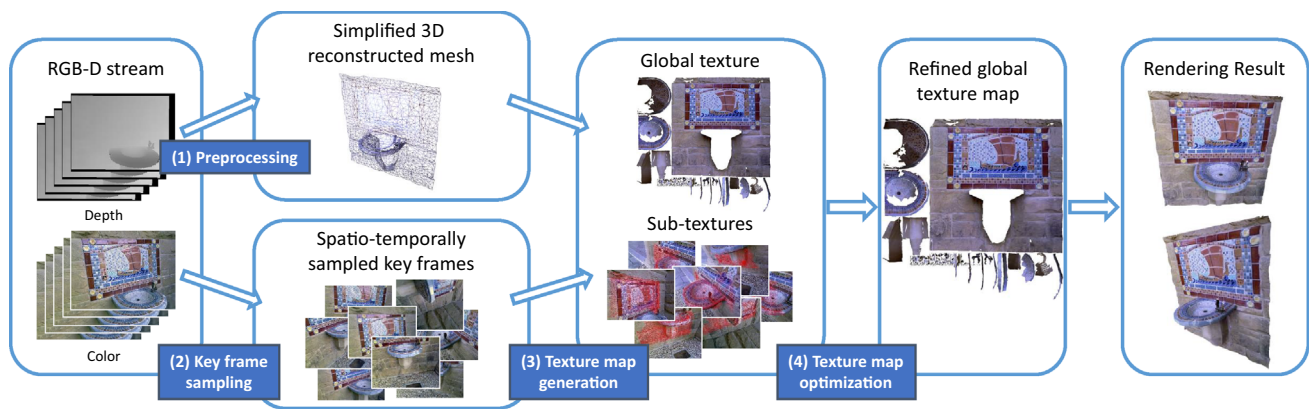 RGB-D stream
Depth
Color
(1) Preprocessing
(2) Key frame
sampling
Simplified 3D
reconstructed mesh
Spatio-temporally
sampled key frames
(3) Texture map
generation
Global texture
Sub-textures
(4) Texture map
optimization
Refined global
texture map
Rendering Result